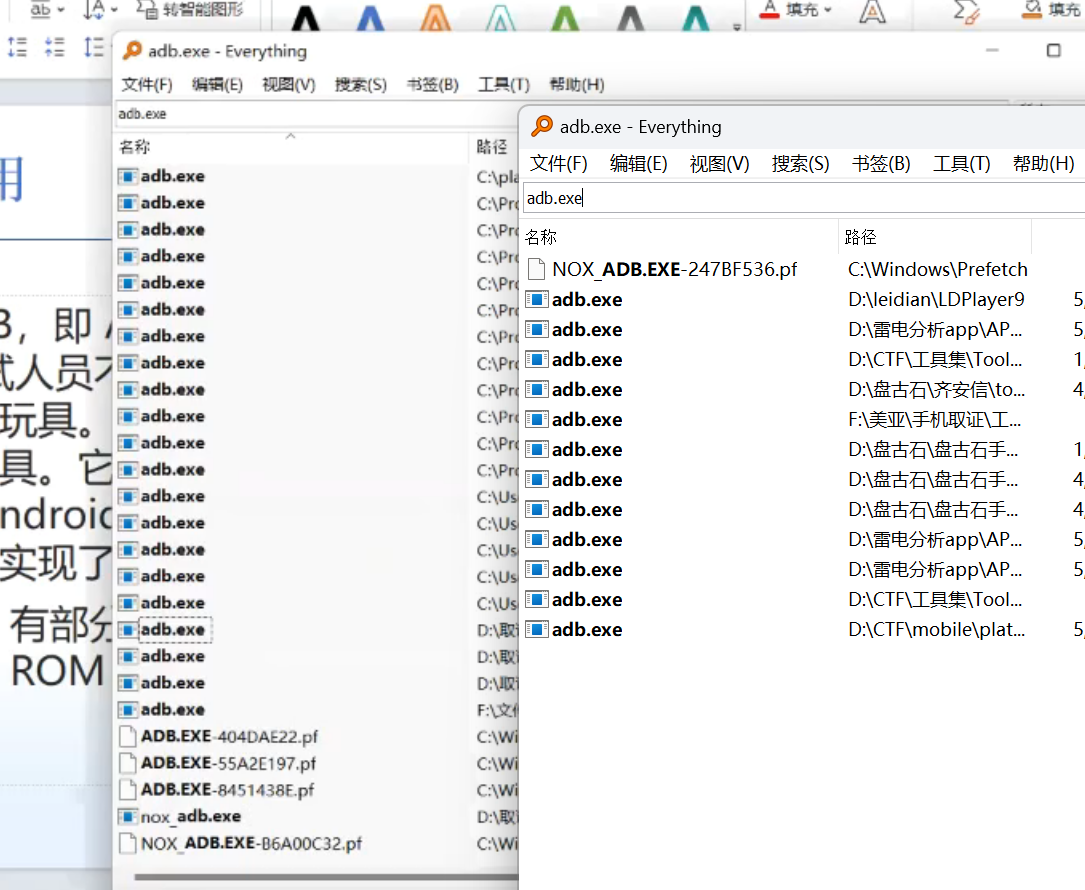 ab
A
转智能图形
填充
填充
adb.exe - Everything
文件(F) 编辑(E) 视图(V) 搜索(S) 书签(B) 工具(T) 帮助(H)
adb.exe
名称 路径
adb.exe C:\pla
adb.exe C:\Pro
adb.exe C:\Pro
adb.exe C:\Pro
adb.exe C:\Pro
adb.exe C:\Pro
adb.exe C:\Pro
adb.exe C:\Pro
adb.exe C:\Pro
adb.exe C:\Pro
adb.exe C:\Pro
adb.exe C:\Pro
adb.exe C:\Use
adb.exe C:\Use
adb.exe C:\Use
adb.exe C:\Use
adb.exe C:\Use
adb.exe D:\取
adb.exe D:\取
adb.exe D:\取
adb.exe F:\文件
ADB.EXE-404DAE22.pf C:\Wi
ADB.EXE-55A2E197.pf C:\Wi
ADB.EXE-8451438E.pf C:\Wi
nox_adb.exe D:\取
NOX_ADB.EXE-B6A00C32.pf C:\Wi
adb.exe - Everything
文件(F) 编辑(E) 视图(V) 搜索(S) 书签(B) 工具(T) 帮助(H)
adb.exe
名称 路径
NOX_ADB.EXE-247BF536.pf C:\Windows\Prefetch
adb.exe D:\leidian\LDPlayer9 5,
adb.exe D:\雷电分析app\AP... 5,
adb.exe D:\CTF\工具集\Tool... 1,
adb.exe D:\盘古石\齐安信\to... 4,
adb.exe F:\美亚\手机取证\工...
adb.exe D:\盘古石\盘古石手... 1,
adb.exe D:\盘古石\盘古石手... 4,
adb.exe D:\盘古石\盘古石手... 4,
adb.exe D:\雷电分析app\AP... 5,
adb.exe D:\雷电分析app\AP... 5,
adb.exe D:\CTF\工具集\Tool...
adb.exe D:\CTF\mobile\plat... 5,
用
B，即 A
试人员不
玩具。
具。它
ndroid
实现了
有部分
ROM